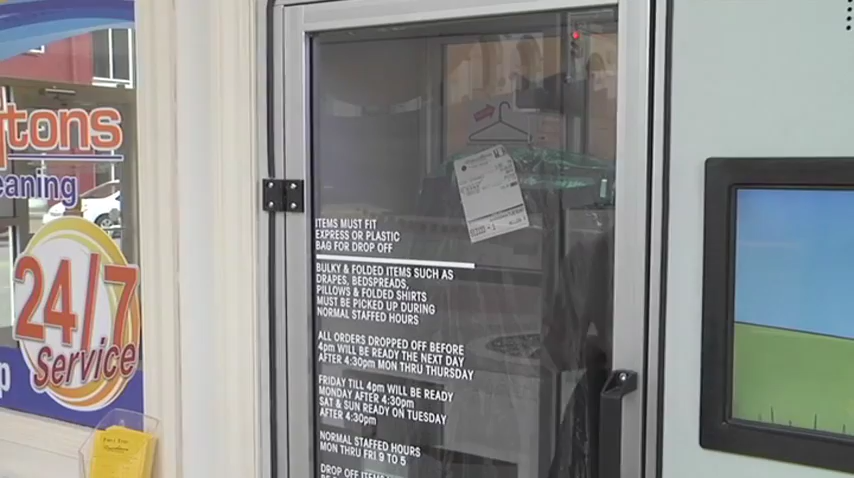 tons
eaning
24/7
Service
p
ITEMS MUST FIT
EXPRESS OR PLASTIC
BAG FOR DROP OFF
BULKY & FOLDED ITEMS SUCH AS
DRAPES, BEDSPREADS,
PILLOWS & FOLDED SHIRTS
MUST BE PICKED UP DURING
NORMAL STAFFED HOURS
ALL ORDERS DROPPED OFF BEFORE
4pm WILL BE READY THE NEXT DAY
AFTER 4:30pm MON THRU THURSDAY
FRIDAY TILL 4pm WILL BE READY
MONDAY AFTER 4:30pm
SAT & SUN READY ON TUESDAY
AFTER 4:30pm
NORMAL STAFFED HOURS
MON THRU FRI 9 TO 5
DROP OFF ITEMS